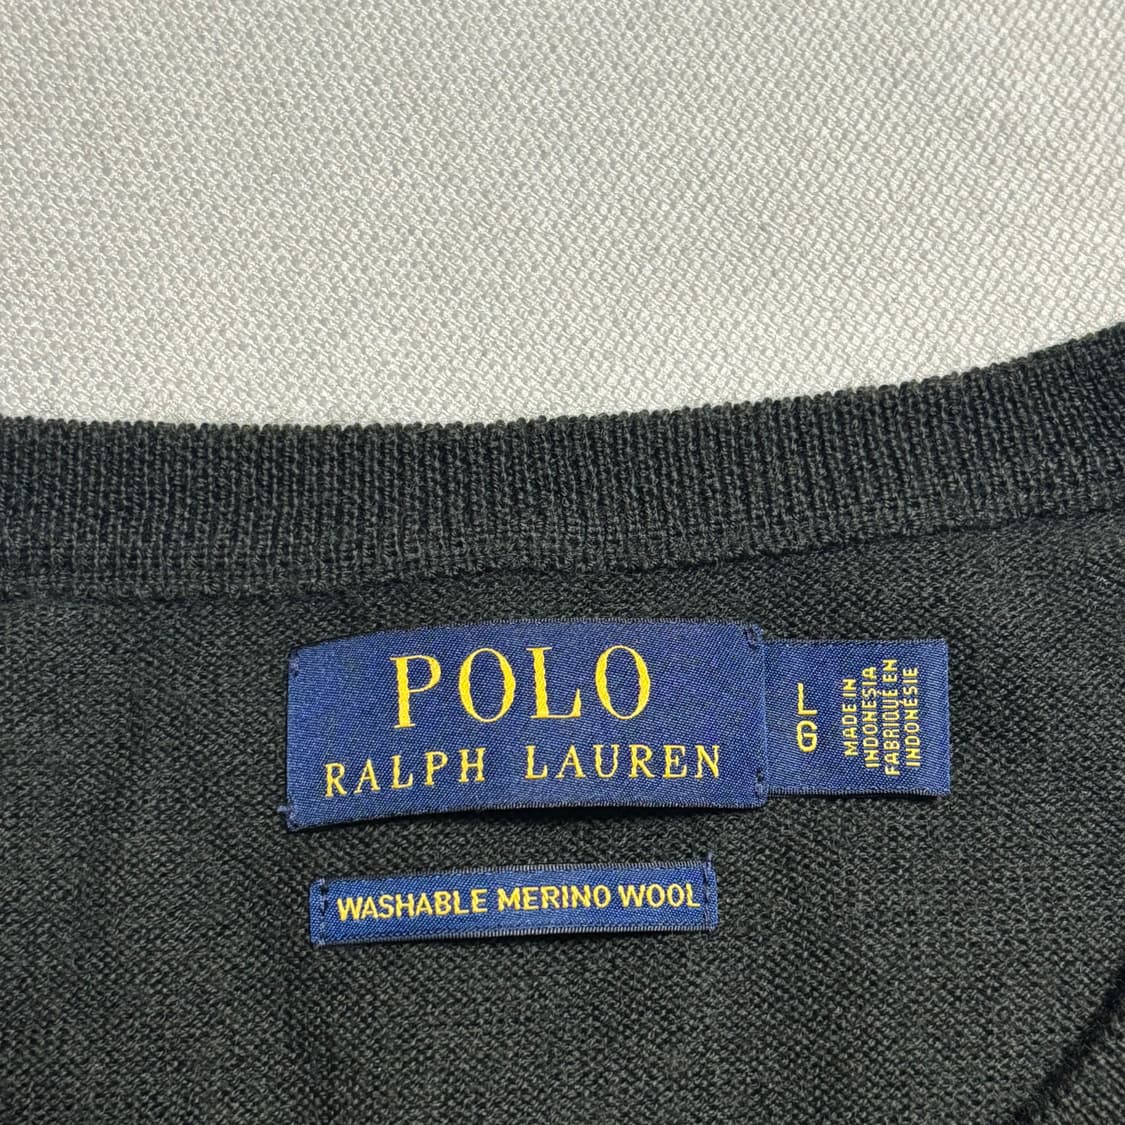 POLO
RALPH LAUREN
L
G
MADE IN
INDONESIA
FABRIQUÉ EN
INDONÉSIE
WASHABLE MERINO WOOL